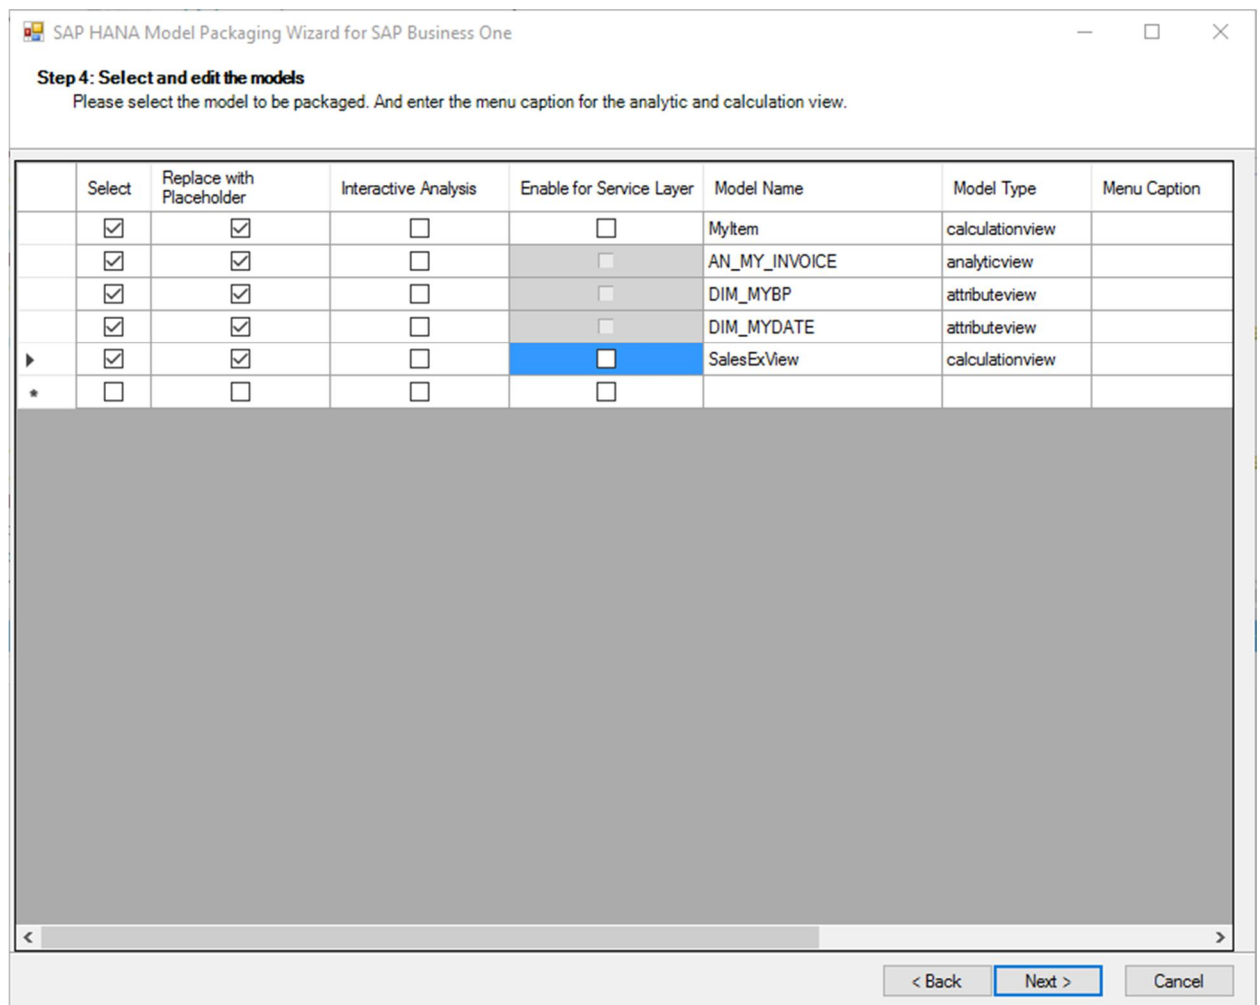 SAP HANA Model Packaging Wizard for SAP Business One
Step 4: Select and edit the models
Please select the model to be packaged. And enter the menu caption for the analytic and calculation view.
Select Replace with Placeholder Interactive Analysis Enable for Service Layer Model Name Model Type Menu Caption
MyItem calculationview
AN_MY_INVOICE analyticview
DIM_MYBP attributeview
DIM_MYDATE attributeview
SalesExView calculationview
< Back Next > Cancel